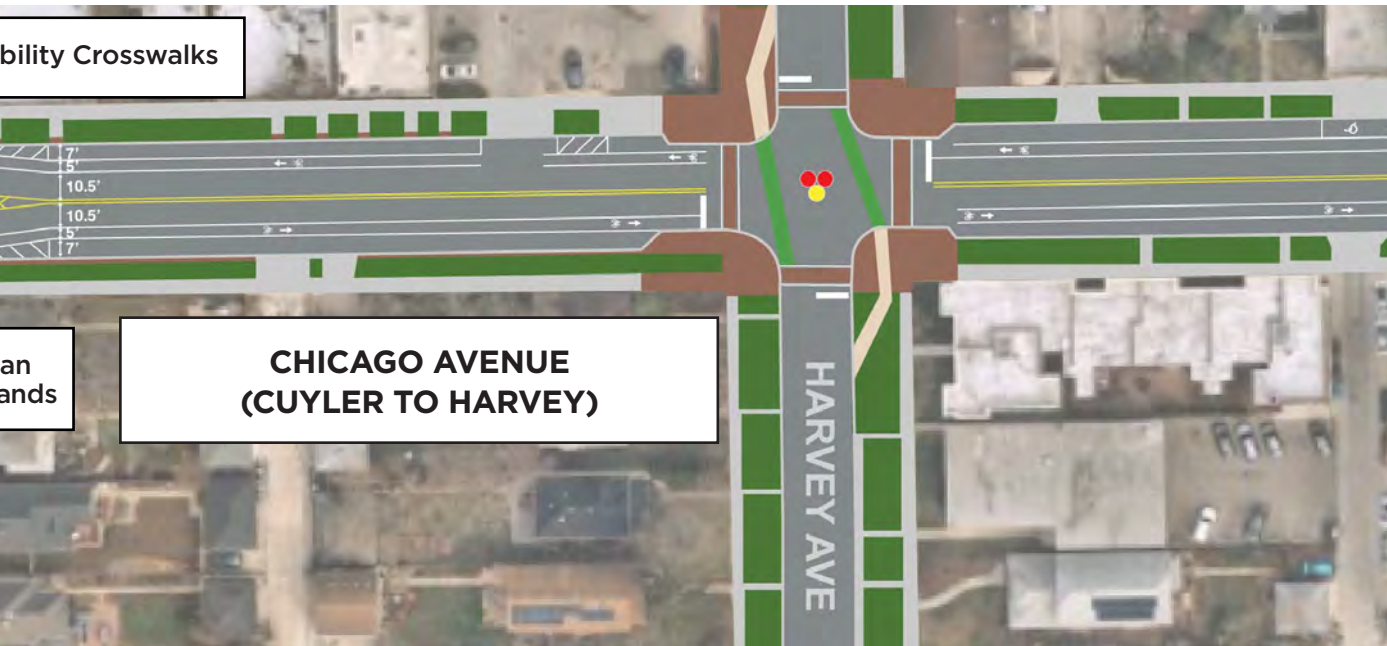 bility Crosswalks
7'
5'
10.5'
10.5'
5'
7'
an
ands
CHICAGO AVENUE
(CUYLER TO HARVEY)
HARVEY AVE